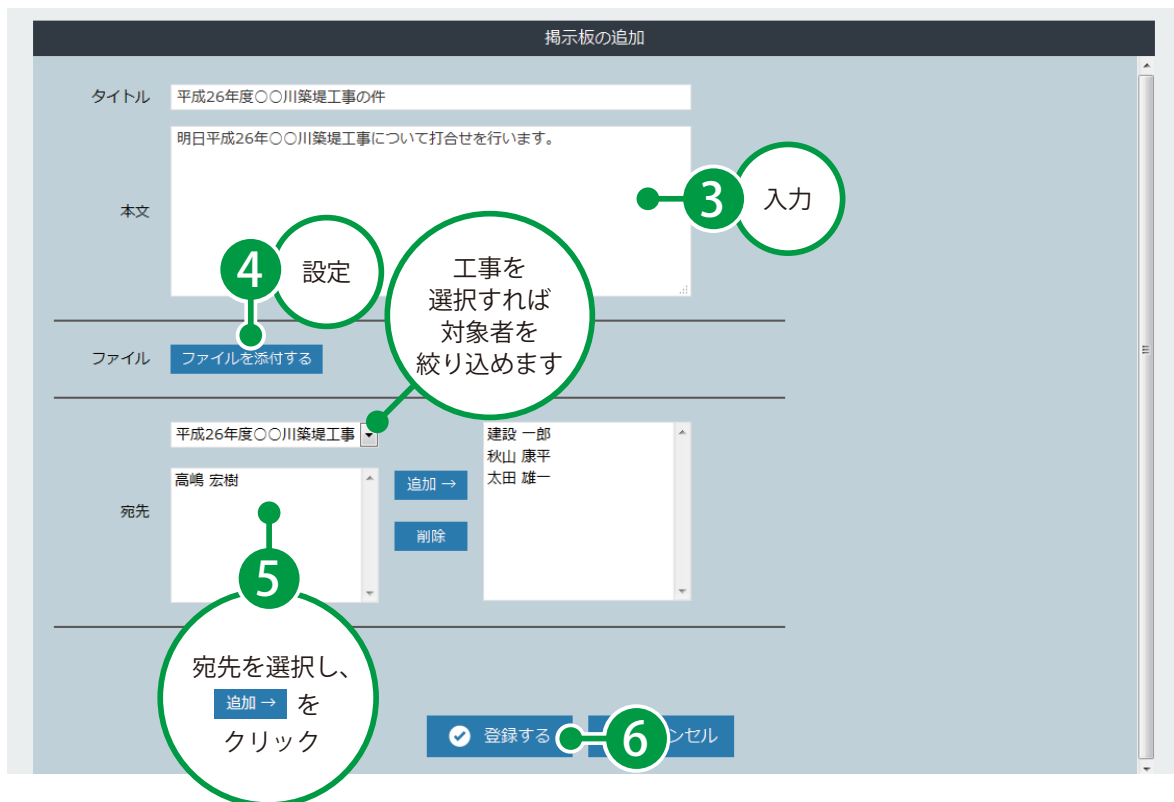 掲示板の追加
タイトル
平成26年度○○川築堤工事の件
明日平成26年○○川築堤工事について打合せを行います。
本文
3
入力
4
設定
工事を
選択すれば
対象者を
絞り込めます
ファイル
ファイルを添付する
平成26年度○○川築堤工事
建設 一郎
秋山 康平
太田 雄一
高嶋 宏樹
追加 →
宛先
削除
5
宛先を選択し、
追加 → を
クリック
登録する
6
ンセル